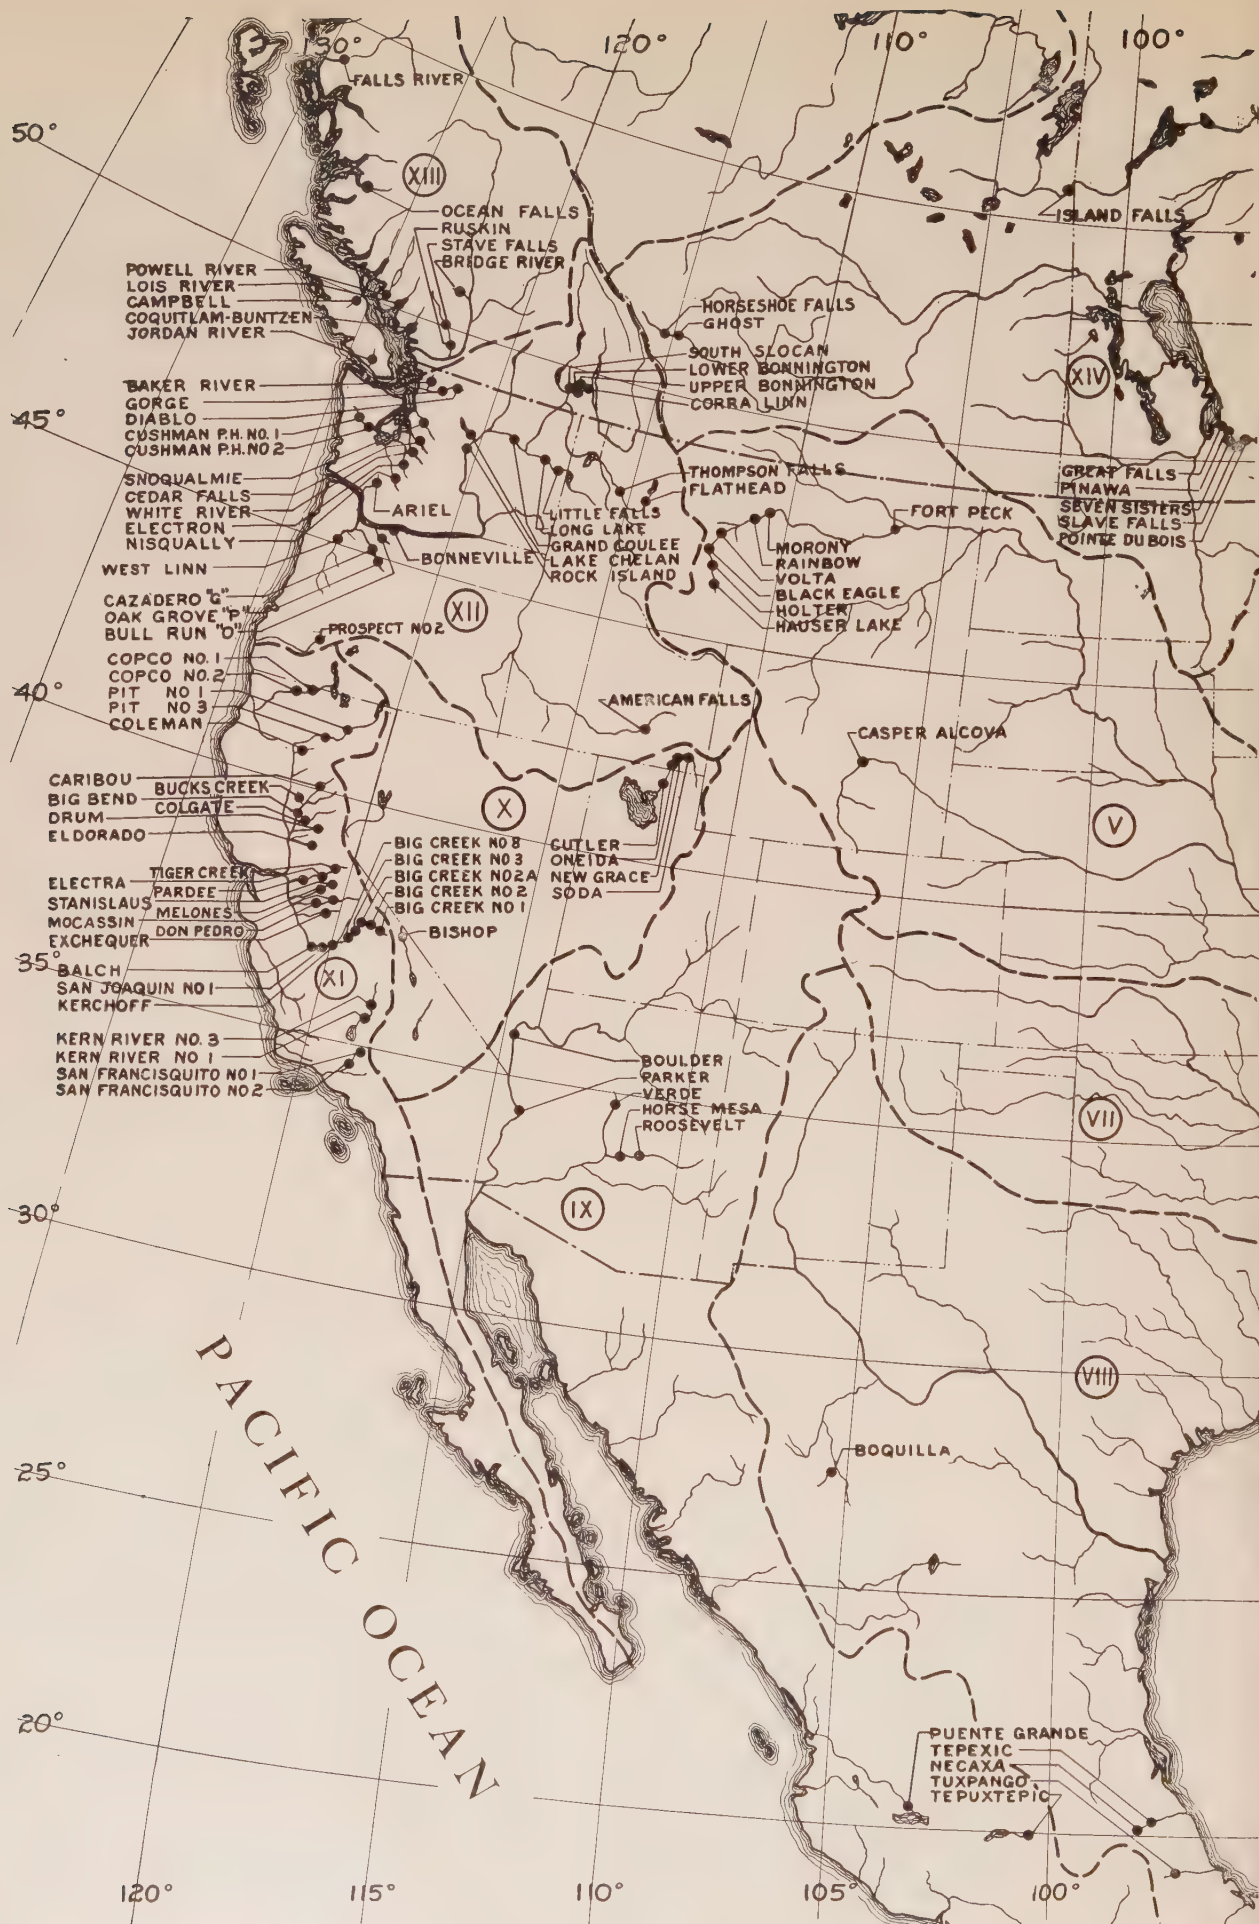 130°
120°
110°
100°
FALLS RIVER
50°
XIII
OCEAN FALLS
RUSKIN
STAVE FALLS
BRIDGE RIVER
ISLAND FALLS
POWELL RIVER
LOIS RIVER
CAMPBELL
COQUITLAM-BUNTZEN
JORDAN RIVER
HORSESHOE FALLS
GHOST
SOUTH SLOCAN
LOWER BONNINGTON
UPPER BONNINGTON
CORRA LINN
XIV
BAKER RIVER
GORGE
DIABLO
CUSHMAN P.H. NO. 1
CUSHMAN P.H. NO 2
45°
SNOQUALMIE
CEDAR FALLS
WHITE RIVER
ELECTRON
NISQUALLY
ARIEL
LITTLE FALLS
LONG LAKE
GRAND COULEE
LAKE CHELAN
ROCK ISLAND
THOMPSON FALLS
FLATHEAD
FORT PECK
GREAT FALLS
PINAWA
SEVEN SISTERS
SLAVE FALLS
POINTE DU BOIS
WEST LINN
BONNEVILLE
MORONY
RAINBOW
VOLTA
BLACK EAGLE
HOLTER
HAUSER LAKE
CAZADERO "G"
OAK GROVE "P"
BULL RUN "O"
XII
PROSPECT NO 2
COPCO NO. 1
COPCO NO. 2
PIT NO 1
PIT NO 3
COLEMAN
40°
AMERICAN FALLS
CASPER ALCOVA
CARIBOU
BUCKS CREEK
BIG BEND
COLGATE
DRUM
ELDORADO
X
V
BIG CREEK NO 8
BIG CREEK NO 3
BIG CREEK NO 2A
BIG CREEK NO 2
BIG CREEK NO 1
CUTLER
ONEIDA
NEW GRACE
SODA
TIGER CREEK
ELECTRA
PARDEE
STANISLAUS
MELONES
MOCASSIN
DON PEDRO
EXCHEQUER
BISHOP
35°
BALCH
SAN JOAQUIN NO 1
KERCHOFF
XI
KERN RIVER NO. 3
KERN RIVER NO 1
SAN FRANCISQUITO NO 1
SAN FRANCISQUITO NO 2
BOULDER
PARKER
VERDE
HORSE MESA
ROOSEVELT
VII
30°
IX
VIII
PACIFIC OCEAN
BOQUILLA
25°
20°
PUENTE GRANDE
TEPEXIC
NECAXA
TUXPANGO
TEPUXTEPIC
120°
115°
110°
105°
100°